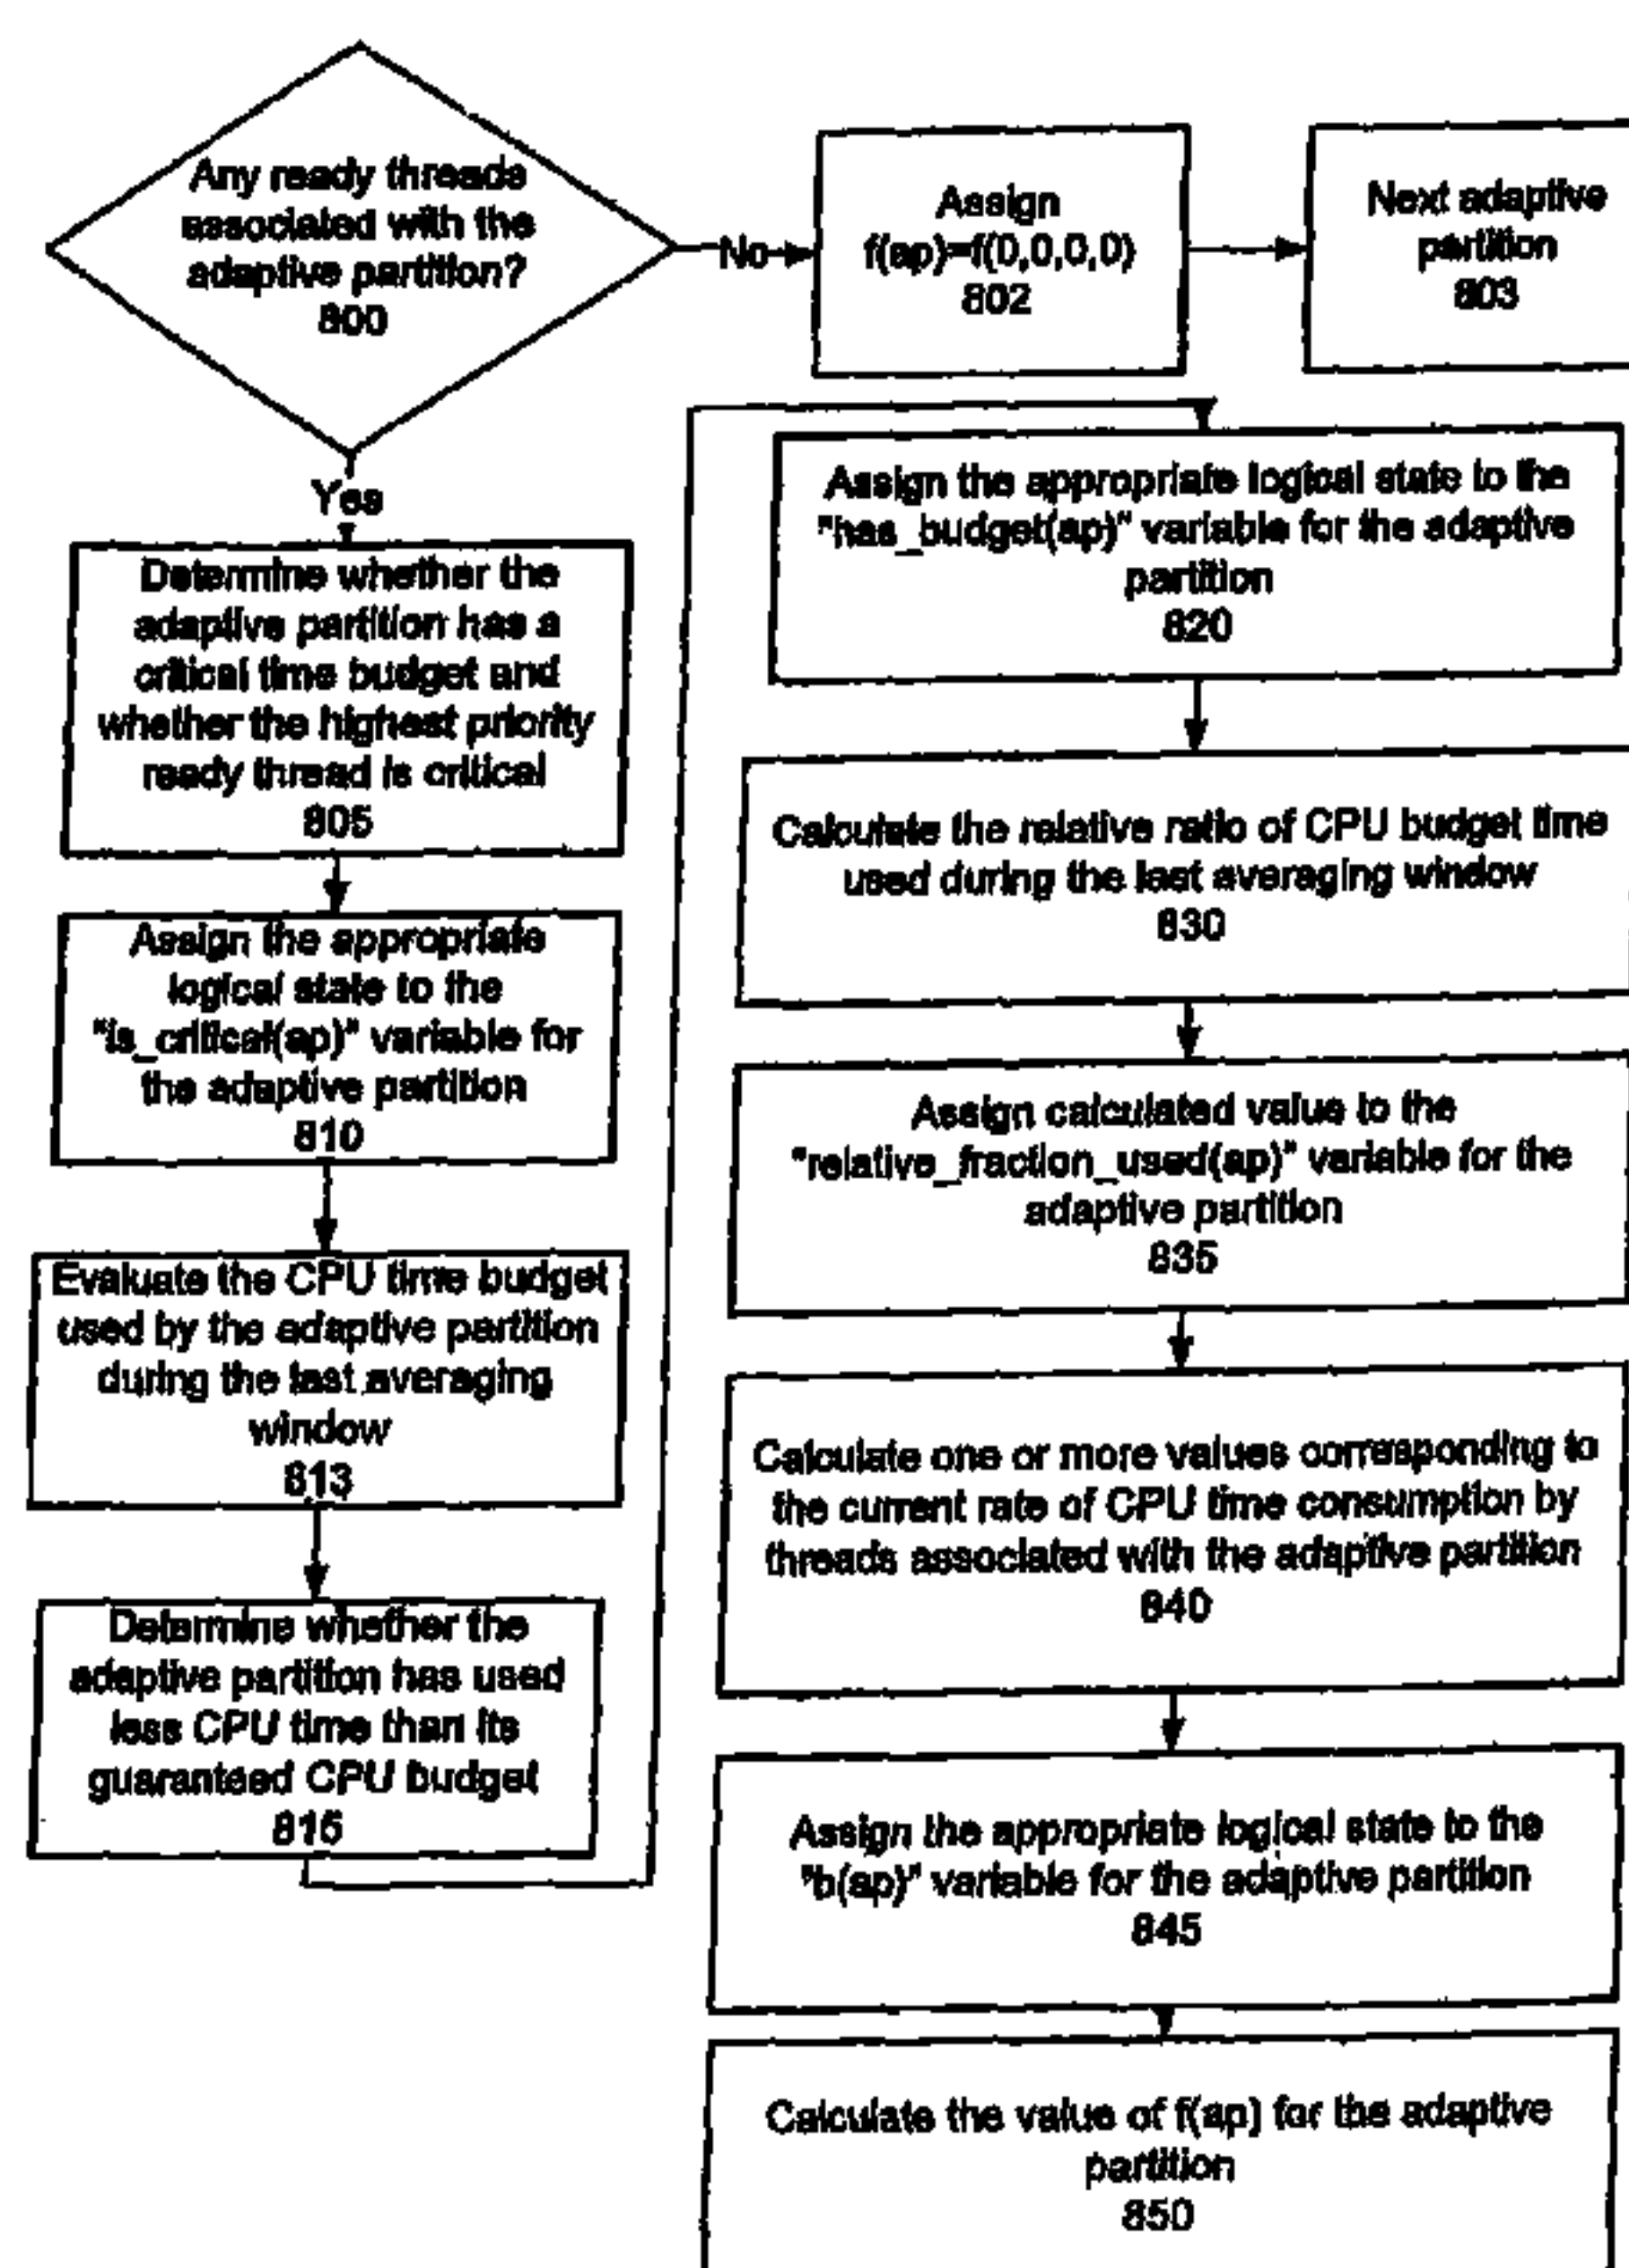 Any ready threads
associated with the
adaptive partition?
800
No
Assign
f(ap)=f(0,0,0,0)
802
Next adaptive
partition
803
Yes
Determine whether the
adaptive partition has a
critical time budget and
whether the highest priority
ready thread is critical
805
Assign the appropriate
logical state to the
"is_critical(ap)" variable for
the adaptive partition
810
Evaluate the CPU time budget
used by the adaptive partition
during the last averaging
window
813
Determine whether the
adaptive partition has used
less CPU time than its
guaranteed CPU budget
815
Assign the appropriate logical state to the
"has_budget(ap)" variable for the adaptive
partition
820
Calculate the relative ratio of CPU budget time
used during the last averaging window
830
Assign calculated value to the
"relative_fraction_used(ap)" variable for the
adaptive partition
835
Calculate one or more values corresponding to
the current rate of CPU time consumption by
threads associated with the adaptive partition
840
Assign the appropriate logical state to the
"b(ap)" variable for the adaptive partition
845
Calculate the value of f(ap) for the adaptive
partition
850